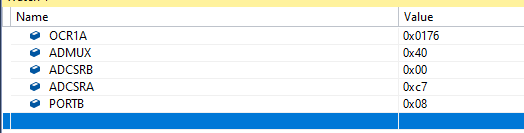 Name Value
OCR1A 0x0176
ADMUX 0x40
ADCSRB 0x00
ADCSRA 0xc7
PORTB 0x08